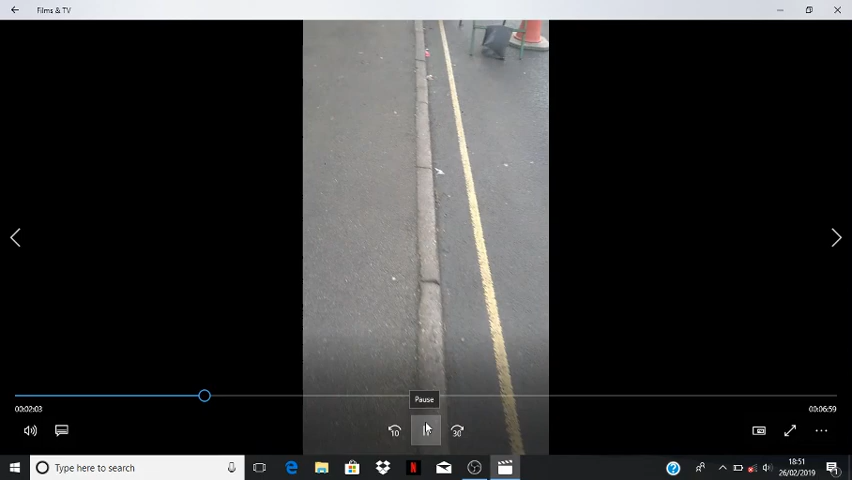 Films & TV
Pause
00:02:03
00:06:59
10
30
Type here to search
18:51
26/02/2019